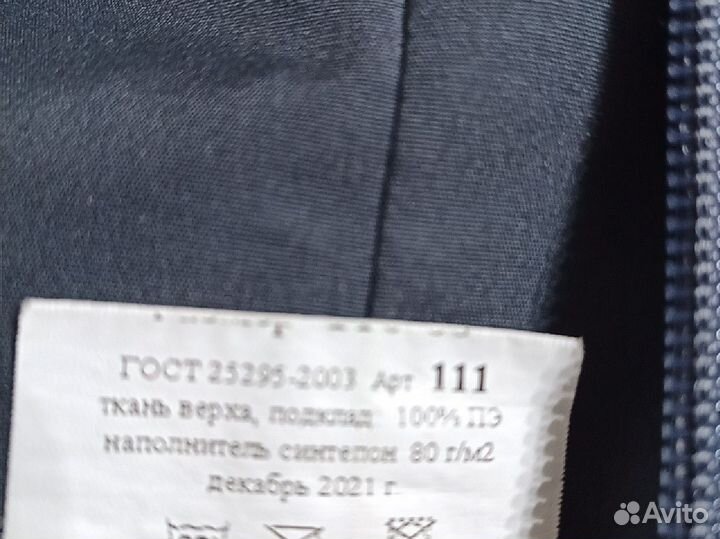 ГОСТ 25295-2003 Арт 111
ткань верха, подклад 100% ПЭ
наполнитель синтепон 80 г/м2
декабрь 2021 г.
Avito